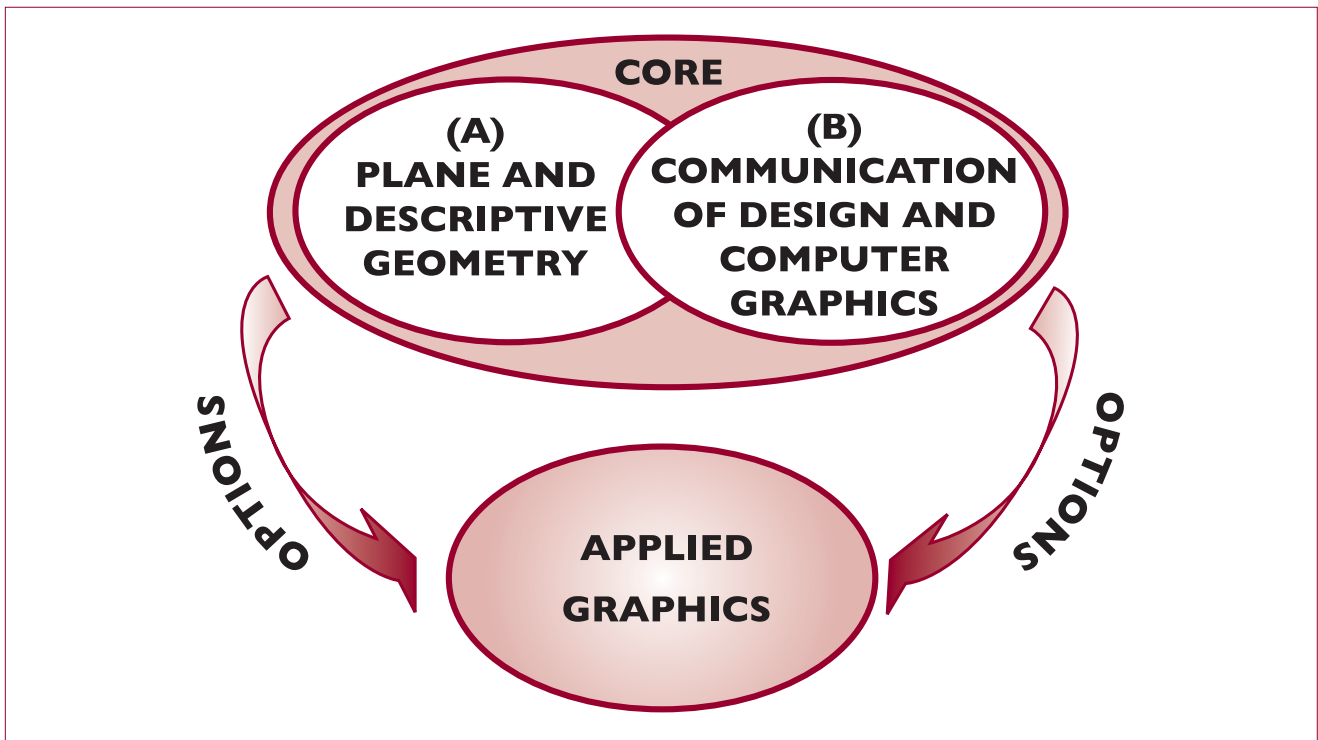 CORE
(A)
PLANE AND
DESCRIPTIVE
GEOMETRY
(B)
COMMUNICATION
OF DESIGN AND
COMPUTER
GRAPHICS
OPTIONS
OPTIONS
APPLIED
GRAPHICS